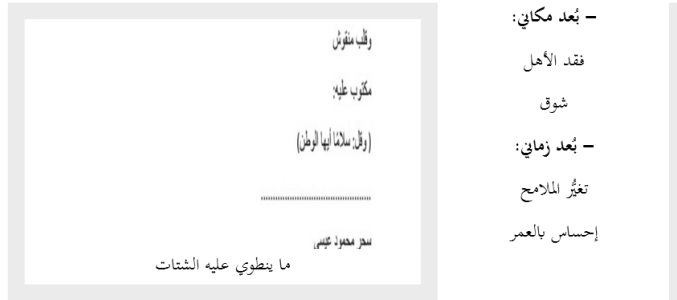 – بُعد مكاني:
فقد الأهل
شوق
– بُعد زماني:
تغيُّر الملامح
إحساس بالعمر
وقلب منقوش
مكتوب عليه:
(وقل: سلامًا أيها الوطن)
............................................
سحر محمود عيسى
ما ينطوي عليه الشتات